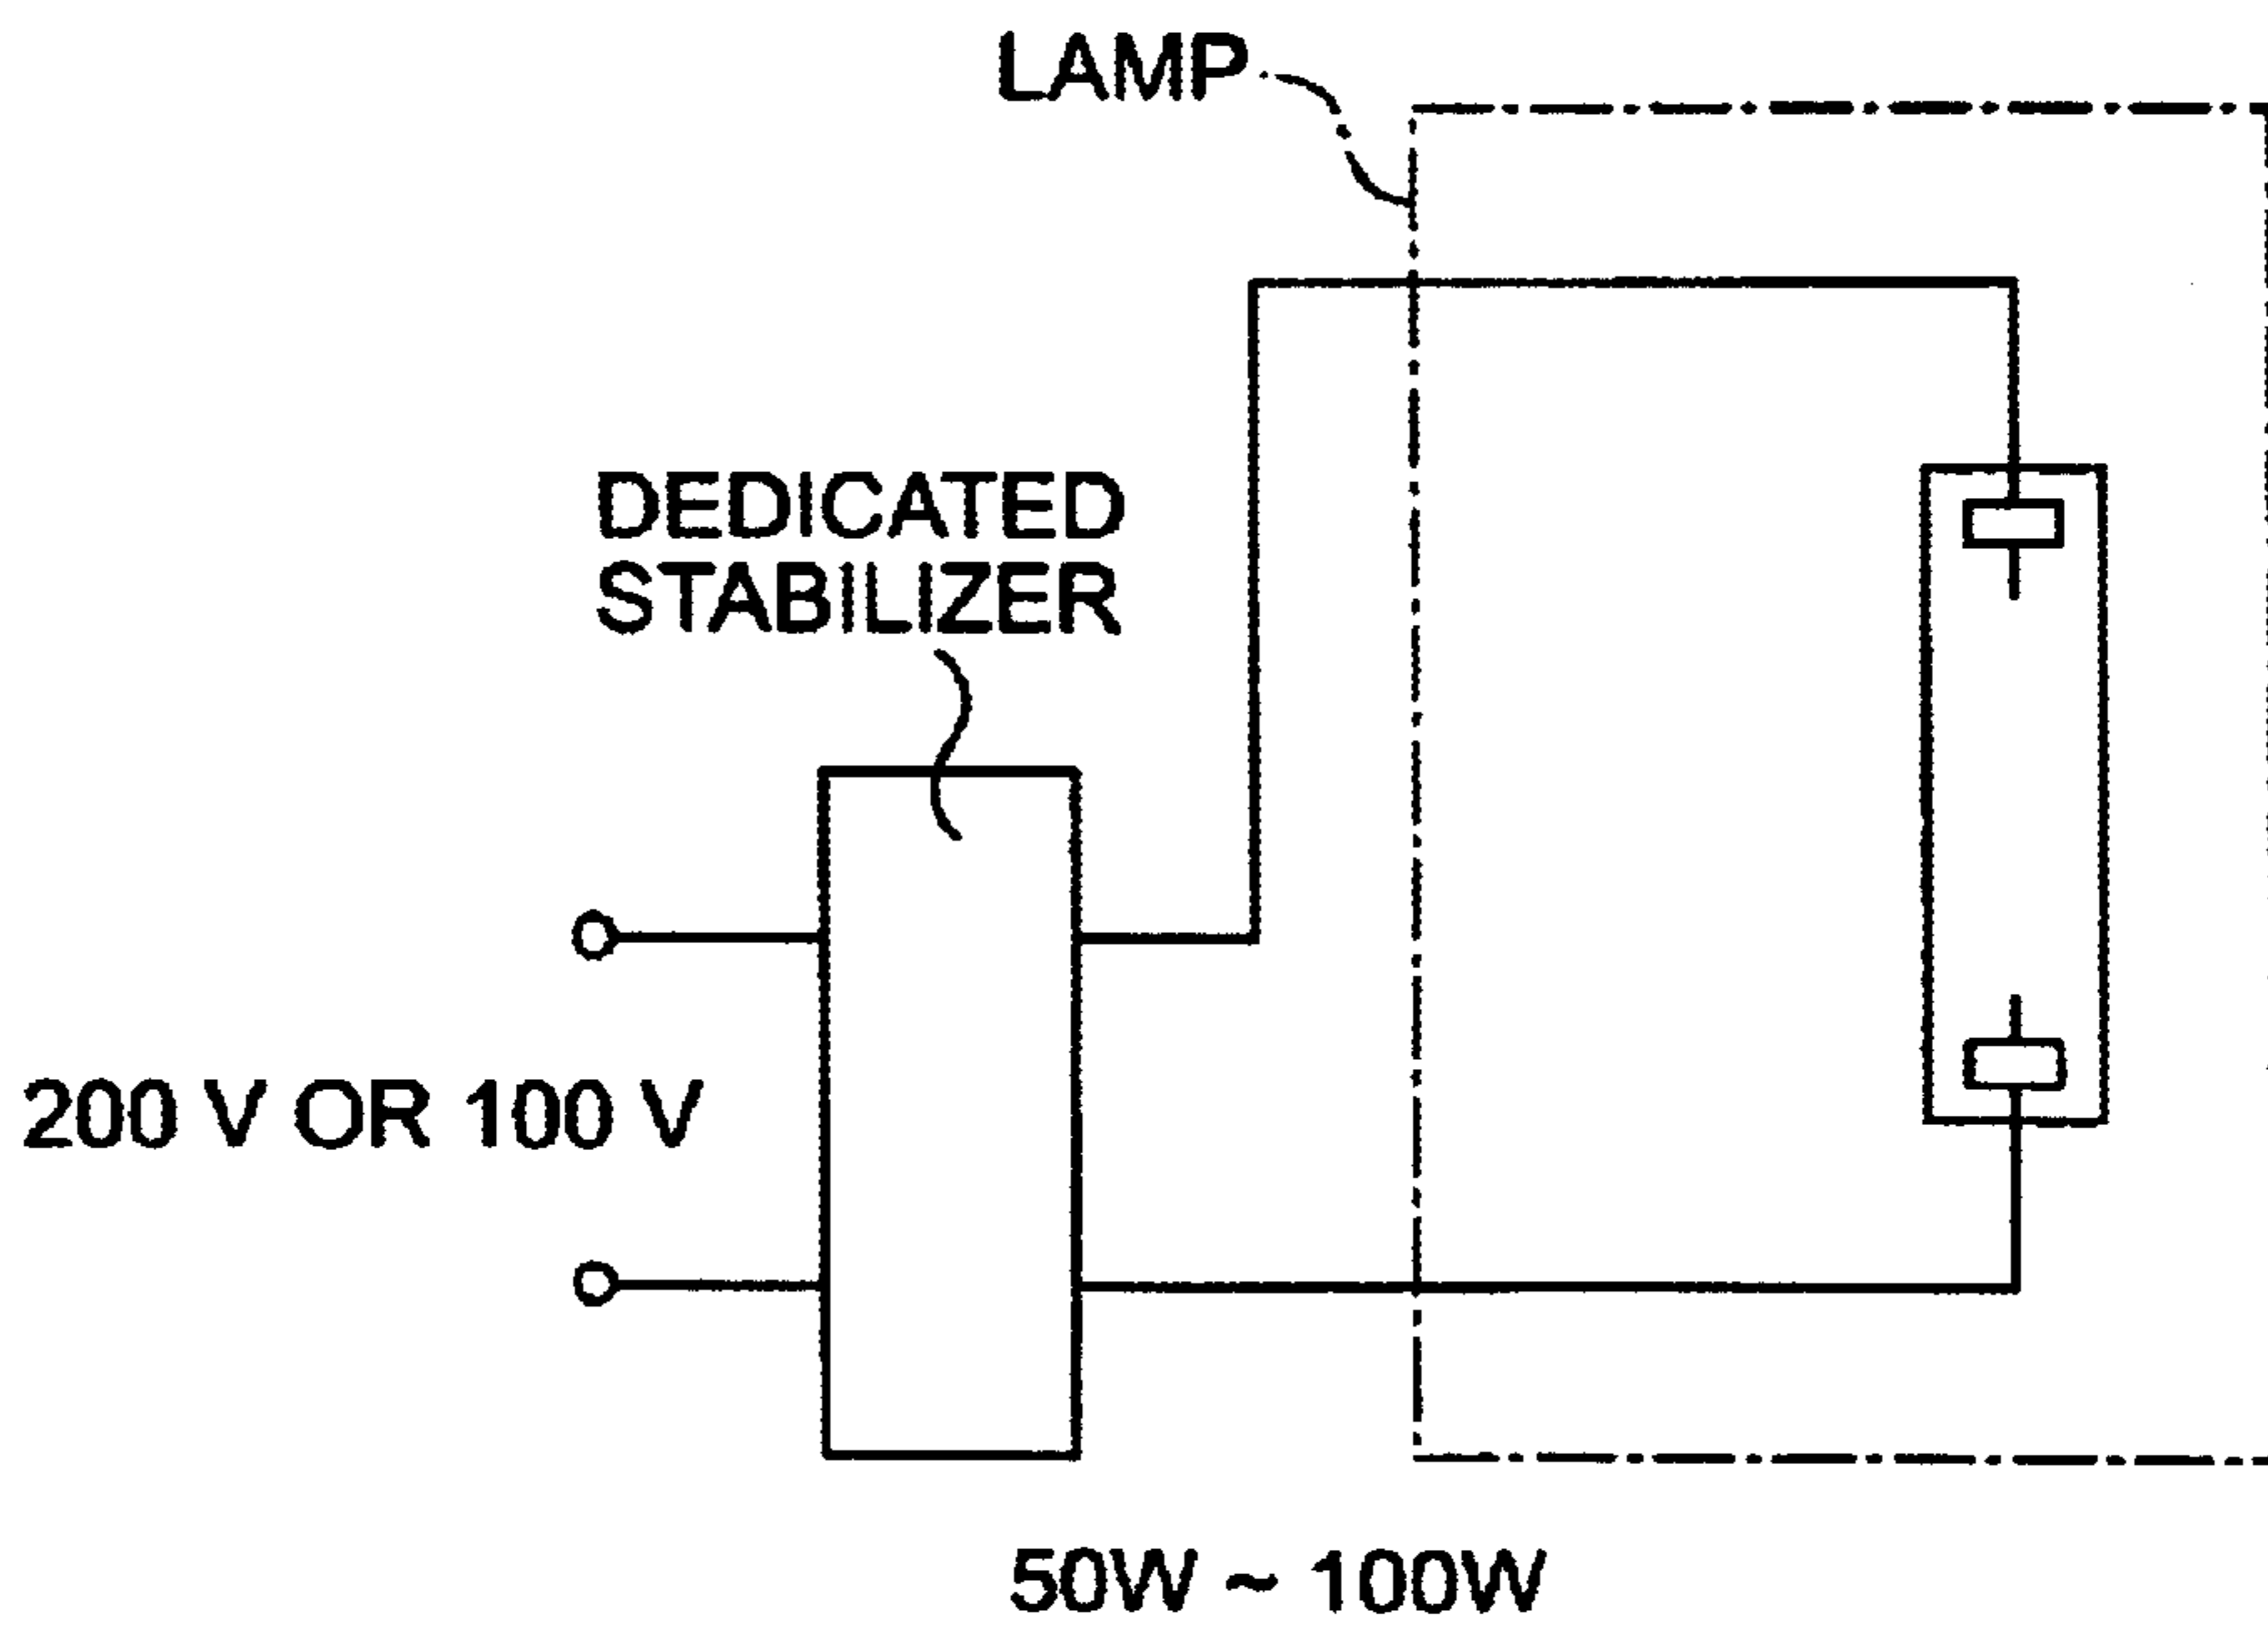 LAMP
DEDICATED
STABILIZER
200 V OR 100 V
50W ~ 100W